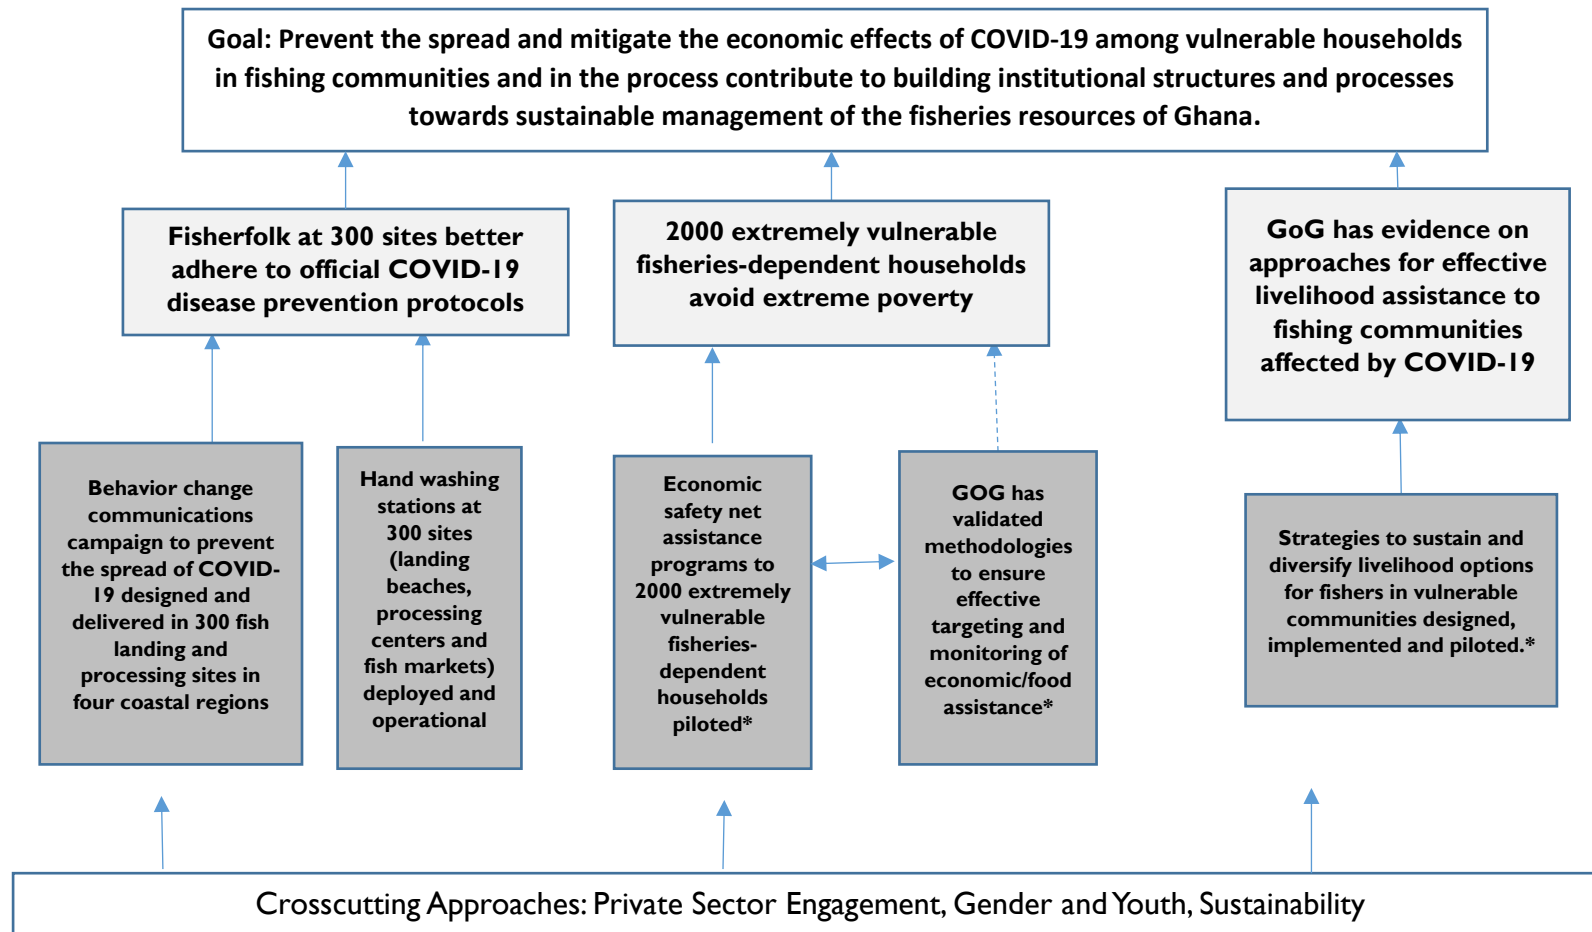 Goal: Prevent the spread and mitigate the economic effects of COVID-19 among vulnerable households
in fishing communities and in the process contribute to building institutional structures and processes
towards sustainable management of the fisheries resources of Ghana.
Fisherfolk at 300 sites better
adhere to official COVID-19
disease prevention protocols
2000 extremely vulnerable
fisheries-dependent households
avoid extreme poverty
GoG has evidence on
approaches for effective
livelihood assistance to
fishing communities
affected by COVID-19
Behavior change
communications
campaign to prevent
the spread of COVID-
19 designed and
delivered in 300 fish
landing and
processing sites in
four coastal regions
Hand washing
stations at
300 sites
(landing
beaches,
processing
centers and
fish markets)
deployed and
operational
Economic
safety net
assistance
programs to
2000 extremely
vulnerable
fisheries-
dependent
households
piloted*
GOG has
validated
methodologies
to ensure
effective
targeting and
monitoring of
economic/food
assistance*
Strategies to sustain and
diversify livelihood options
for fishers in vulnerable
communities designed,
implemented and piloted.*
Crosscutting Approaches: Private Sector Engagement, Gender and Youth, Sustainability